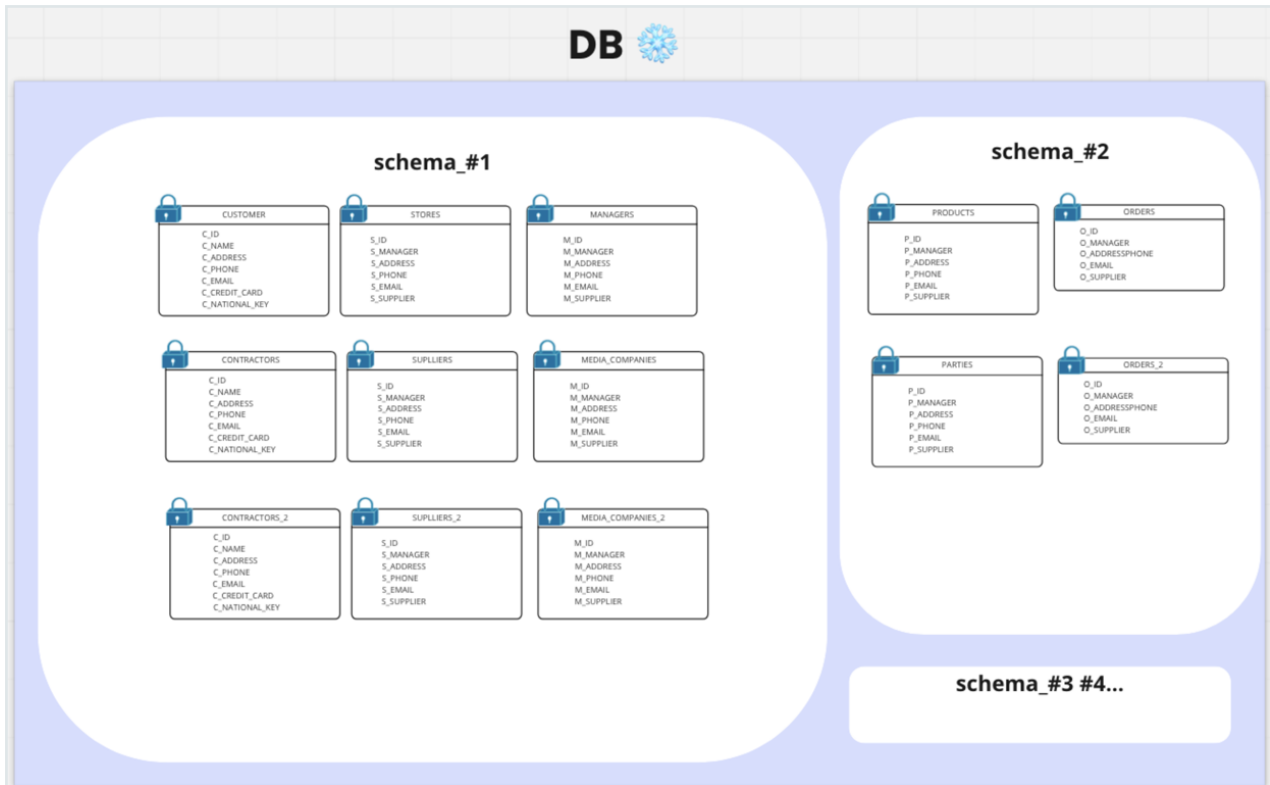 DB
schema_#1
CUSTOMER
C_ID
C_NAME
C_ADDRESS
C_PHONE
C_EMAIL
C_CREDIT_CARD
C_NATIONAL_KEY
STORES
S_ID
S_MANAGER
S_ADDRESS
S_PHONE
S_EMAIL
S_SUPPLIER
MANAGERS
M_ID
M_MANAGER
M_ADDRESS
M_PHONE
M_EMAIL
M_SUPPLIER
CONTRACTORS
C_ID
C_NAME
C_ADDRESS
C_PHONE
C_EMAIL
C_CREDIT_CARD
C_NATIONAL_KEY
SUPLLIERS
S_ID
S_MANAGER
S_ADDRESS
S_PHONE
S_EMAIL
S_SUPPLIER
MEDIA_COMPANIES
M_ID
M_MANAGER
M_ADDRESS
M_PHONE
M_EMAIL
M_SUPPLIER
CONTRACTORS_2
C_ID
C_NAME
C_ADDRESS
C_PHONE
C_EMAIL
C_CREDIT_CARD
C_NATIONAL_KEY
SUPLLIERS_2
S_ID
S_MANAGER
S_ADDRESS
S_PHONE
S_EMAIL
S_SUPPLIER
MEDIA_COMPANIES_2
M_ID
M_MANAGER
M_ADDRESS
M_PHONE
M_EMAIL
M_SUPPLIER
schema_#2
PRODUCTS
P_ID
P_MANAGER
P_ADDRESS
P_PHONE
P_EMAIL
P_SUPPLIER
ORDERS
O_ID
O_MANAGER
O_ADDRESSPHONE
O_EMAIL
O_SUPPLIER
PARTIES
P_ID
P_MANAGER
P_ADDRESS
P_PHONE
P_EMAIL
P_SUPPLIER
ORDERS_2
O_ID
O_MANAGER
O_ADDRESSPHONE
O_EMAIL
O_SUPPLIER
schema_#3 #4...